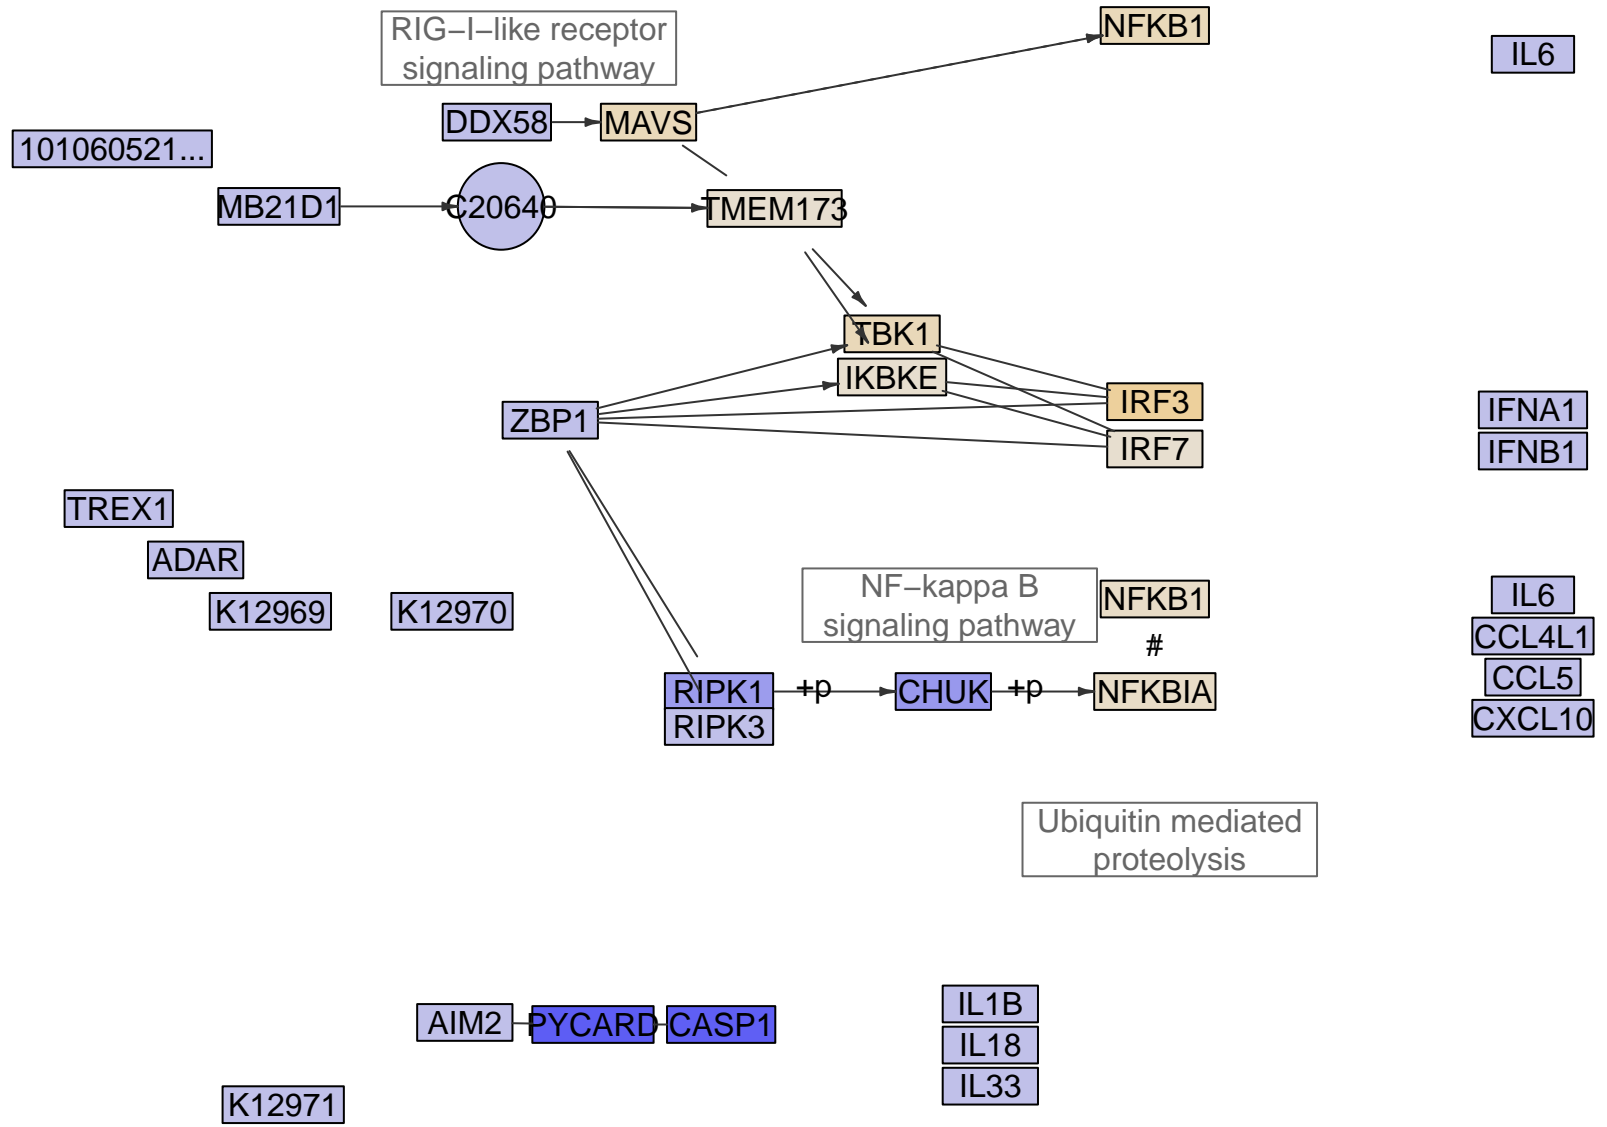 RIG−I−like receptor
signaling pathway
NFKB1
IL6
DDX58
MAVS
101060521...
MB21D1
C20640
TMEM173
TBK1
IKBKE
IRF3
ZBP1
IRF7
IFNA1
IFNB1
TREX1
ADAR
K12969
K12970
NF−kappa B
signaling pathway
NFKB1
#
IL6
CCL4L1
CCL5
CXCL10
RIPK1
+p
CHUK
+p
NFKBIA
RIPK3
Ubiquitin mediated
proteolysis
AIM2
PYCARD
CASP1
IL1B
IL18
IL33
K12971